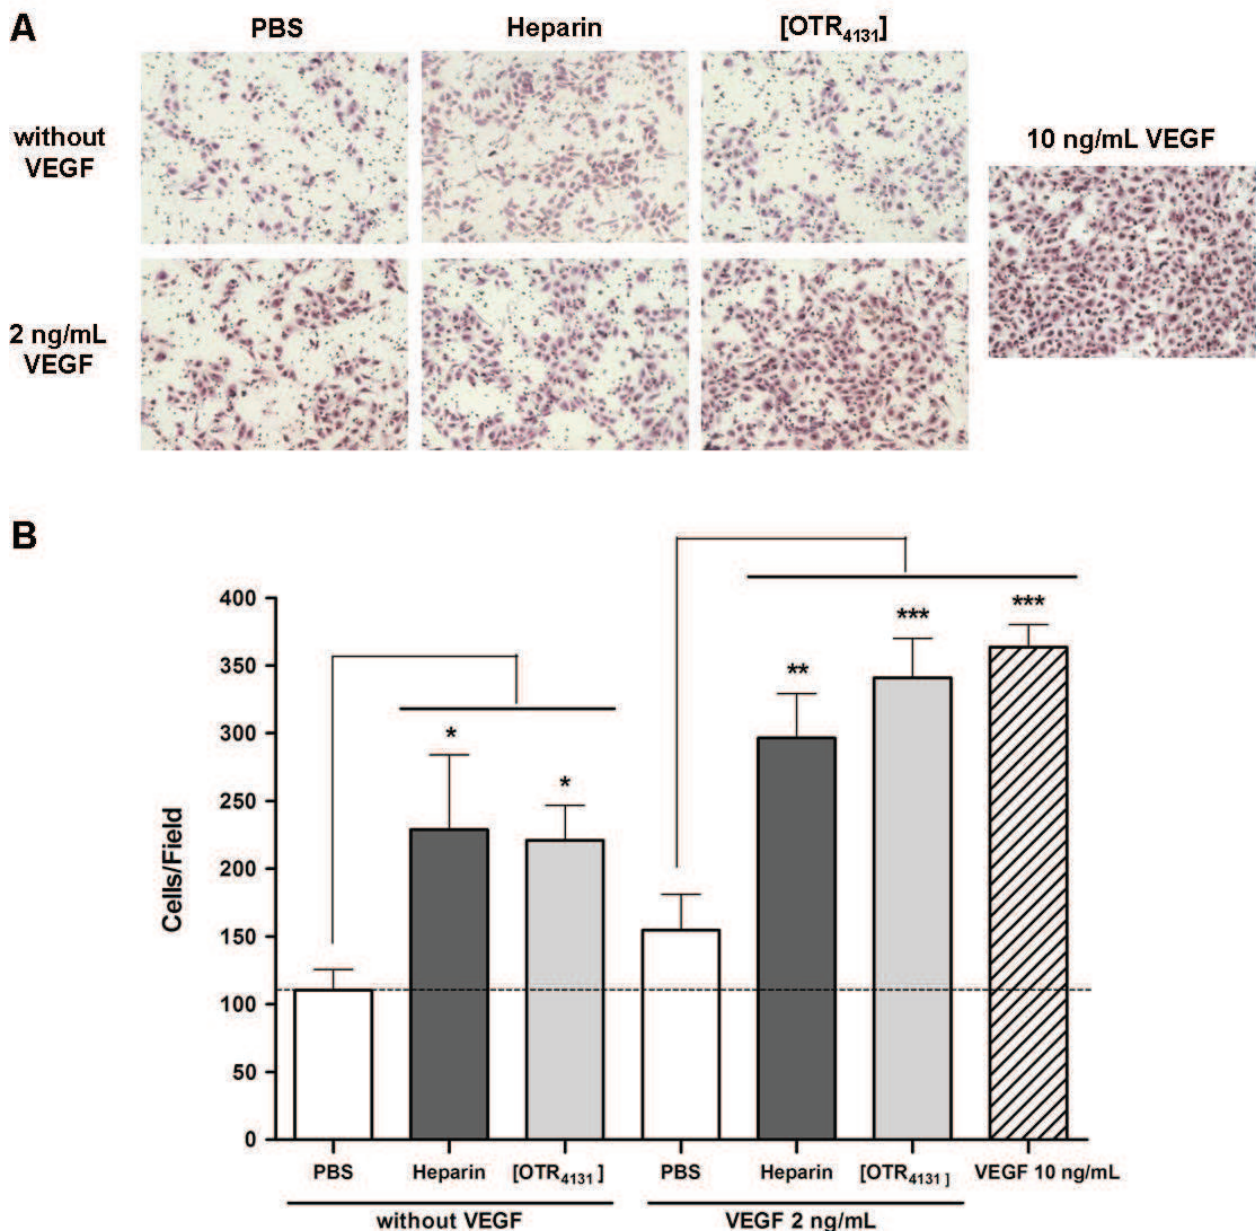 A
PBS
Heparin
[OTR4131]
without
VEGF
10 ng/mL VEGF
2 ng/mL
VEGF
B
Cells/Field
400
350
300
250
200
150
100
50
0
*
*
**
***
***
PBS
Heparin
[OTR4131]
PBS
Heparin
[OTR4131]
VEGF 10 ng/mL
without VEGF
VEGF 2 ng/mL